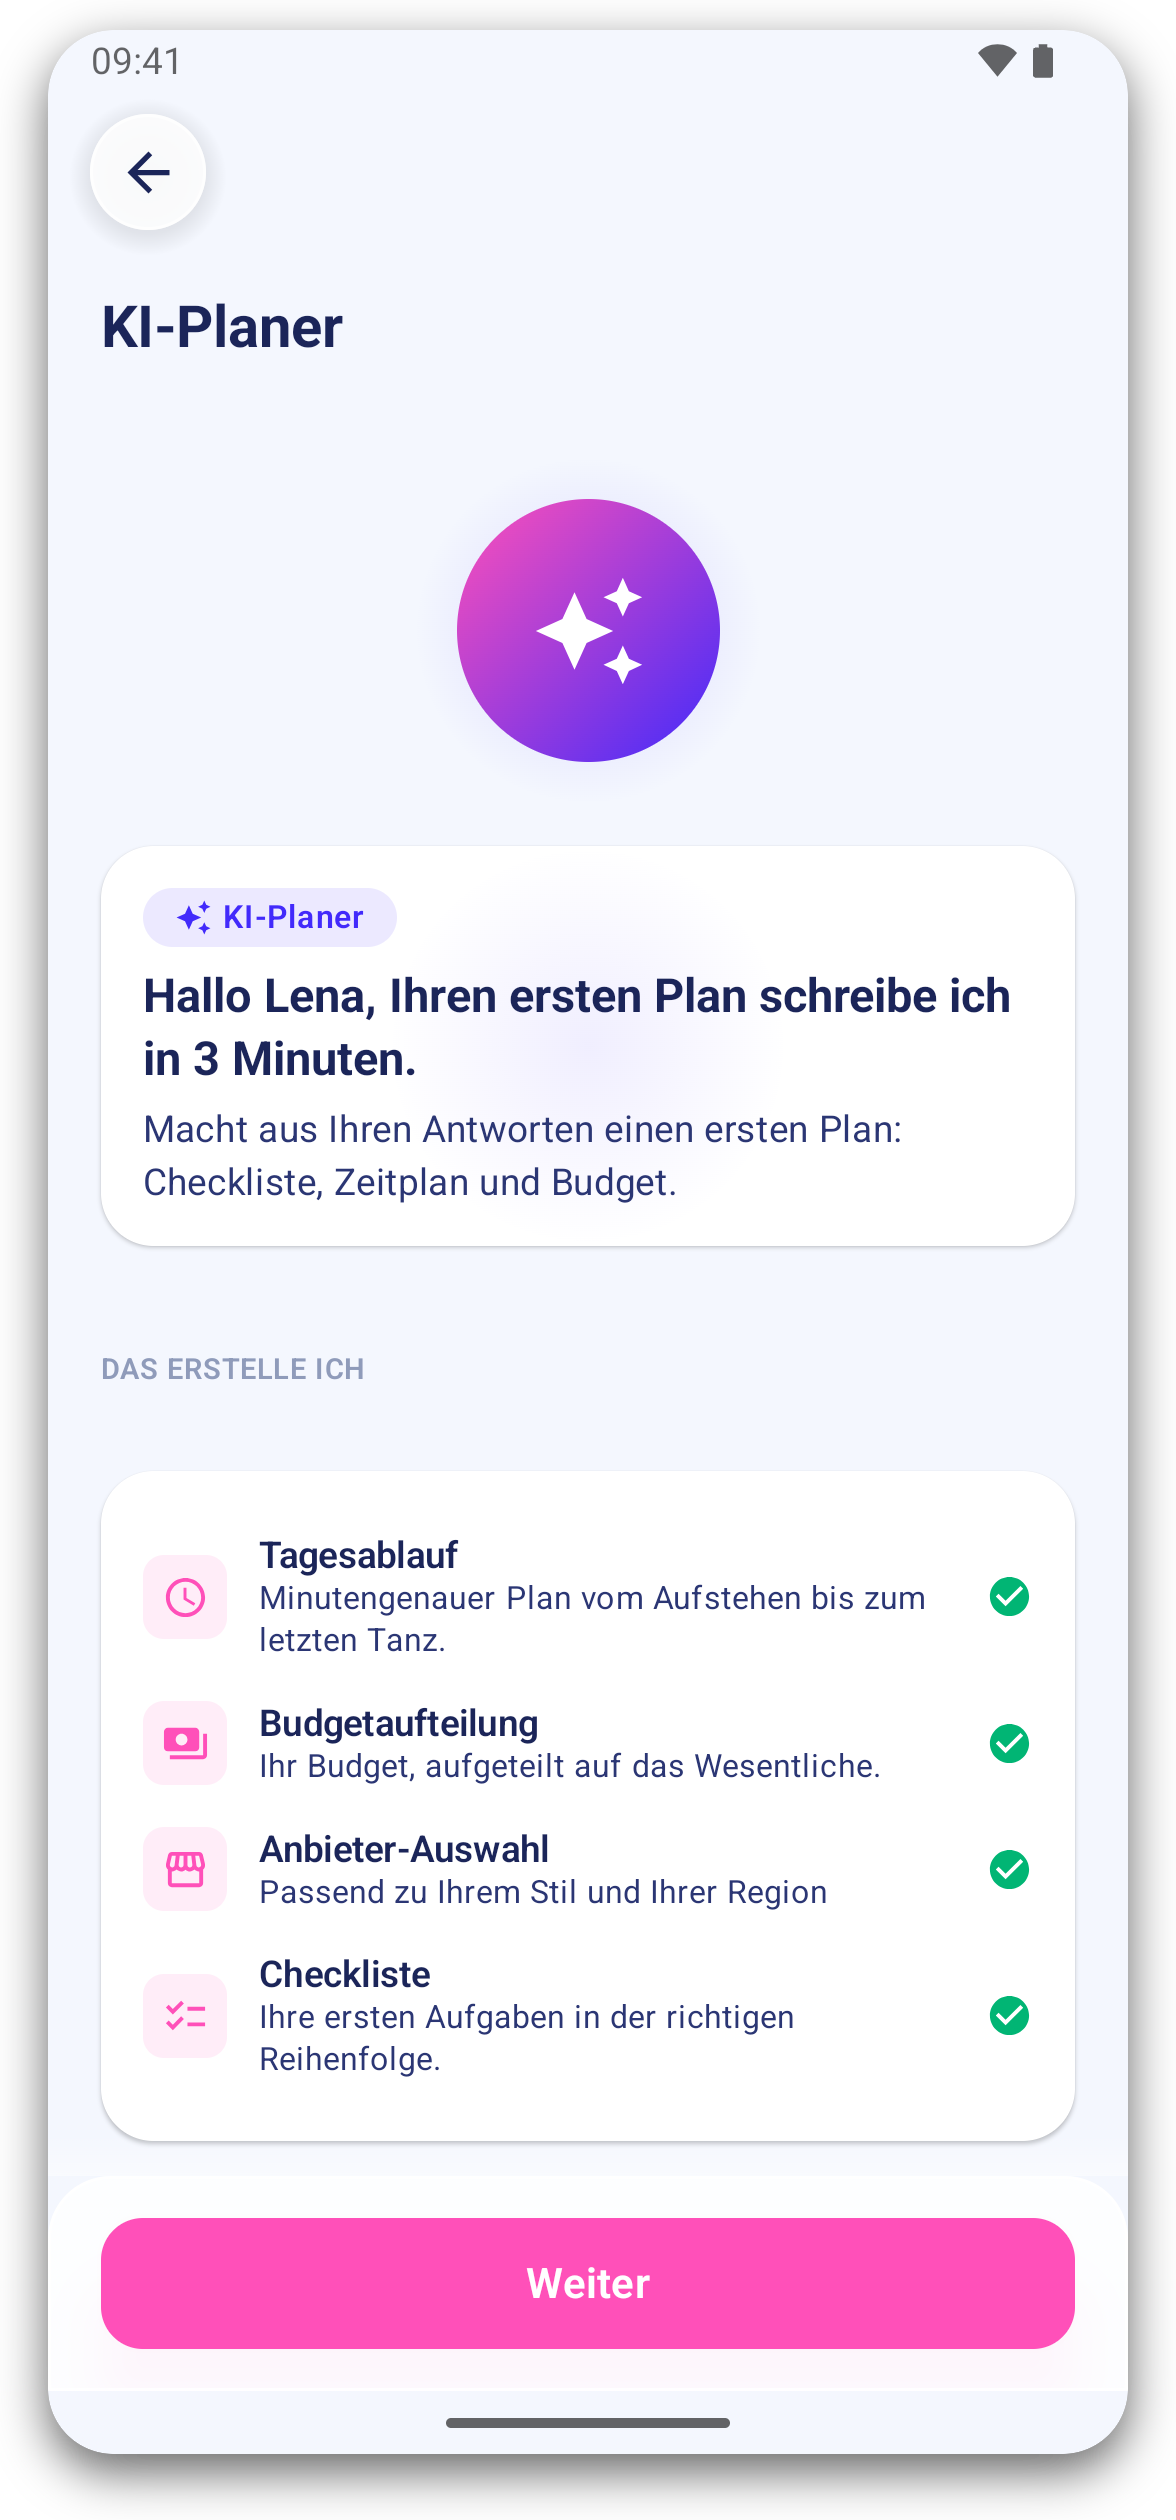 09:41
KI-Planer
KI-Planer
Hallo Lena, Ihren ersten Plan schreibe ich
in 3 Minuten.
Macht aus Ihren Antworten einen ersten Plan:
Checkliste, Zeitplan und Budget.
DAS ERSTELLE ICH
Tagesablauf
Minutengenauer Plan vom Aufstehen bis zum
letzten Tanz.
Budgetaufteilung
Ihr Budget, aufgeteilt auf das Wesentliche.
Anbieter-Auswahl
Passend zu Ihrem Stil und Ihrer Region
Checkliste
Ihre ersten Aufgaben in der richtigen
Reihenfolge.
Weiter